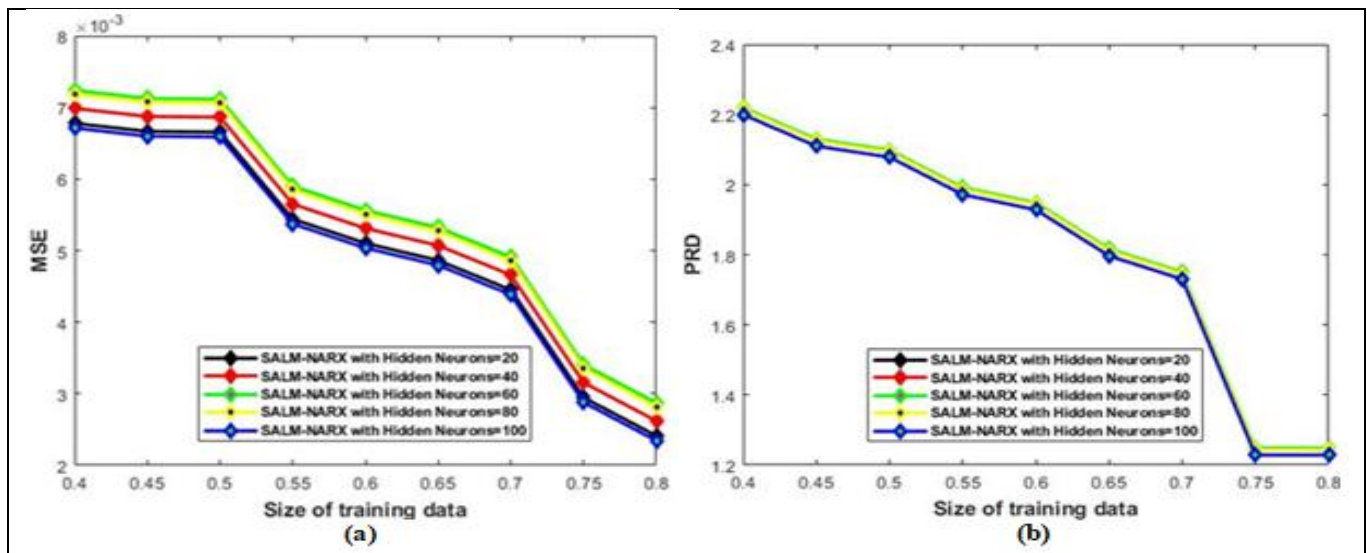 ×10-3
8
7
6
5
4
3
2
MSE
SALM-NARX with Hidden Neurons=20
SALM-NARX with Hidden Neurons=40
SALM-NARX with Hidden Neurons=60
SALM-NARX with Hidden Neurons=80
SALM-NARX with Hidden Neurons=100
0.4 0.45 0.5 0.55 0.6 0.65 0.7 0.75 0.8
Size of training data
(a)
2.4
2.2
2
1.8
1.6
1.4
1.2
PRD
SALM-NARX with Hidden Neurons=20
SALM-NARX with Hidden Neurons=40
SALM-NARX with Hidden Neurons=60
SALM-NARX with Hidden Neurons=80
SALM-NARX with Hidden Neurons=100
0.4 0.45 0.5 0.55 0.6 0.65 0.7 0.75 0.8
Size of training data
(b)